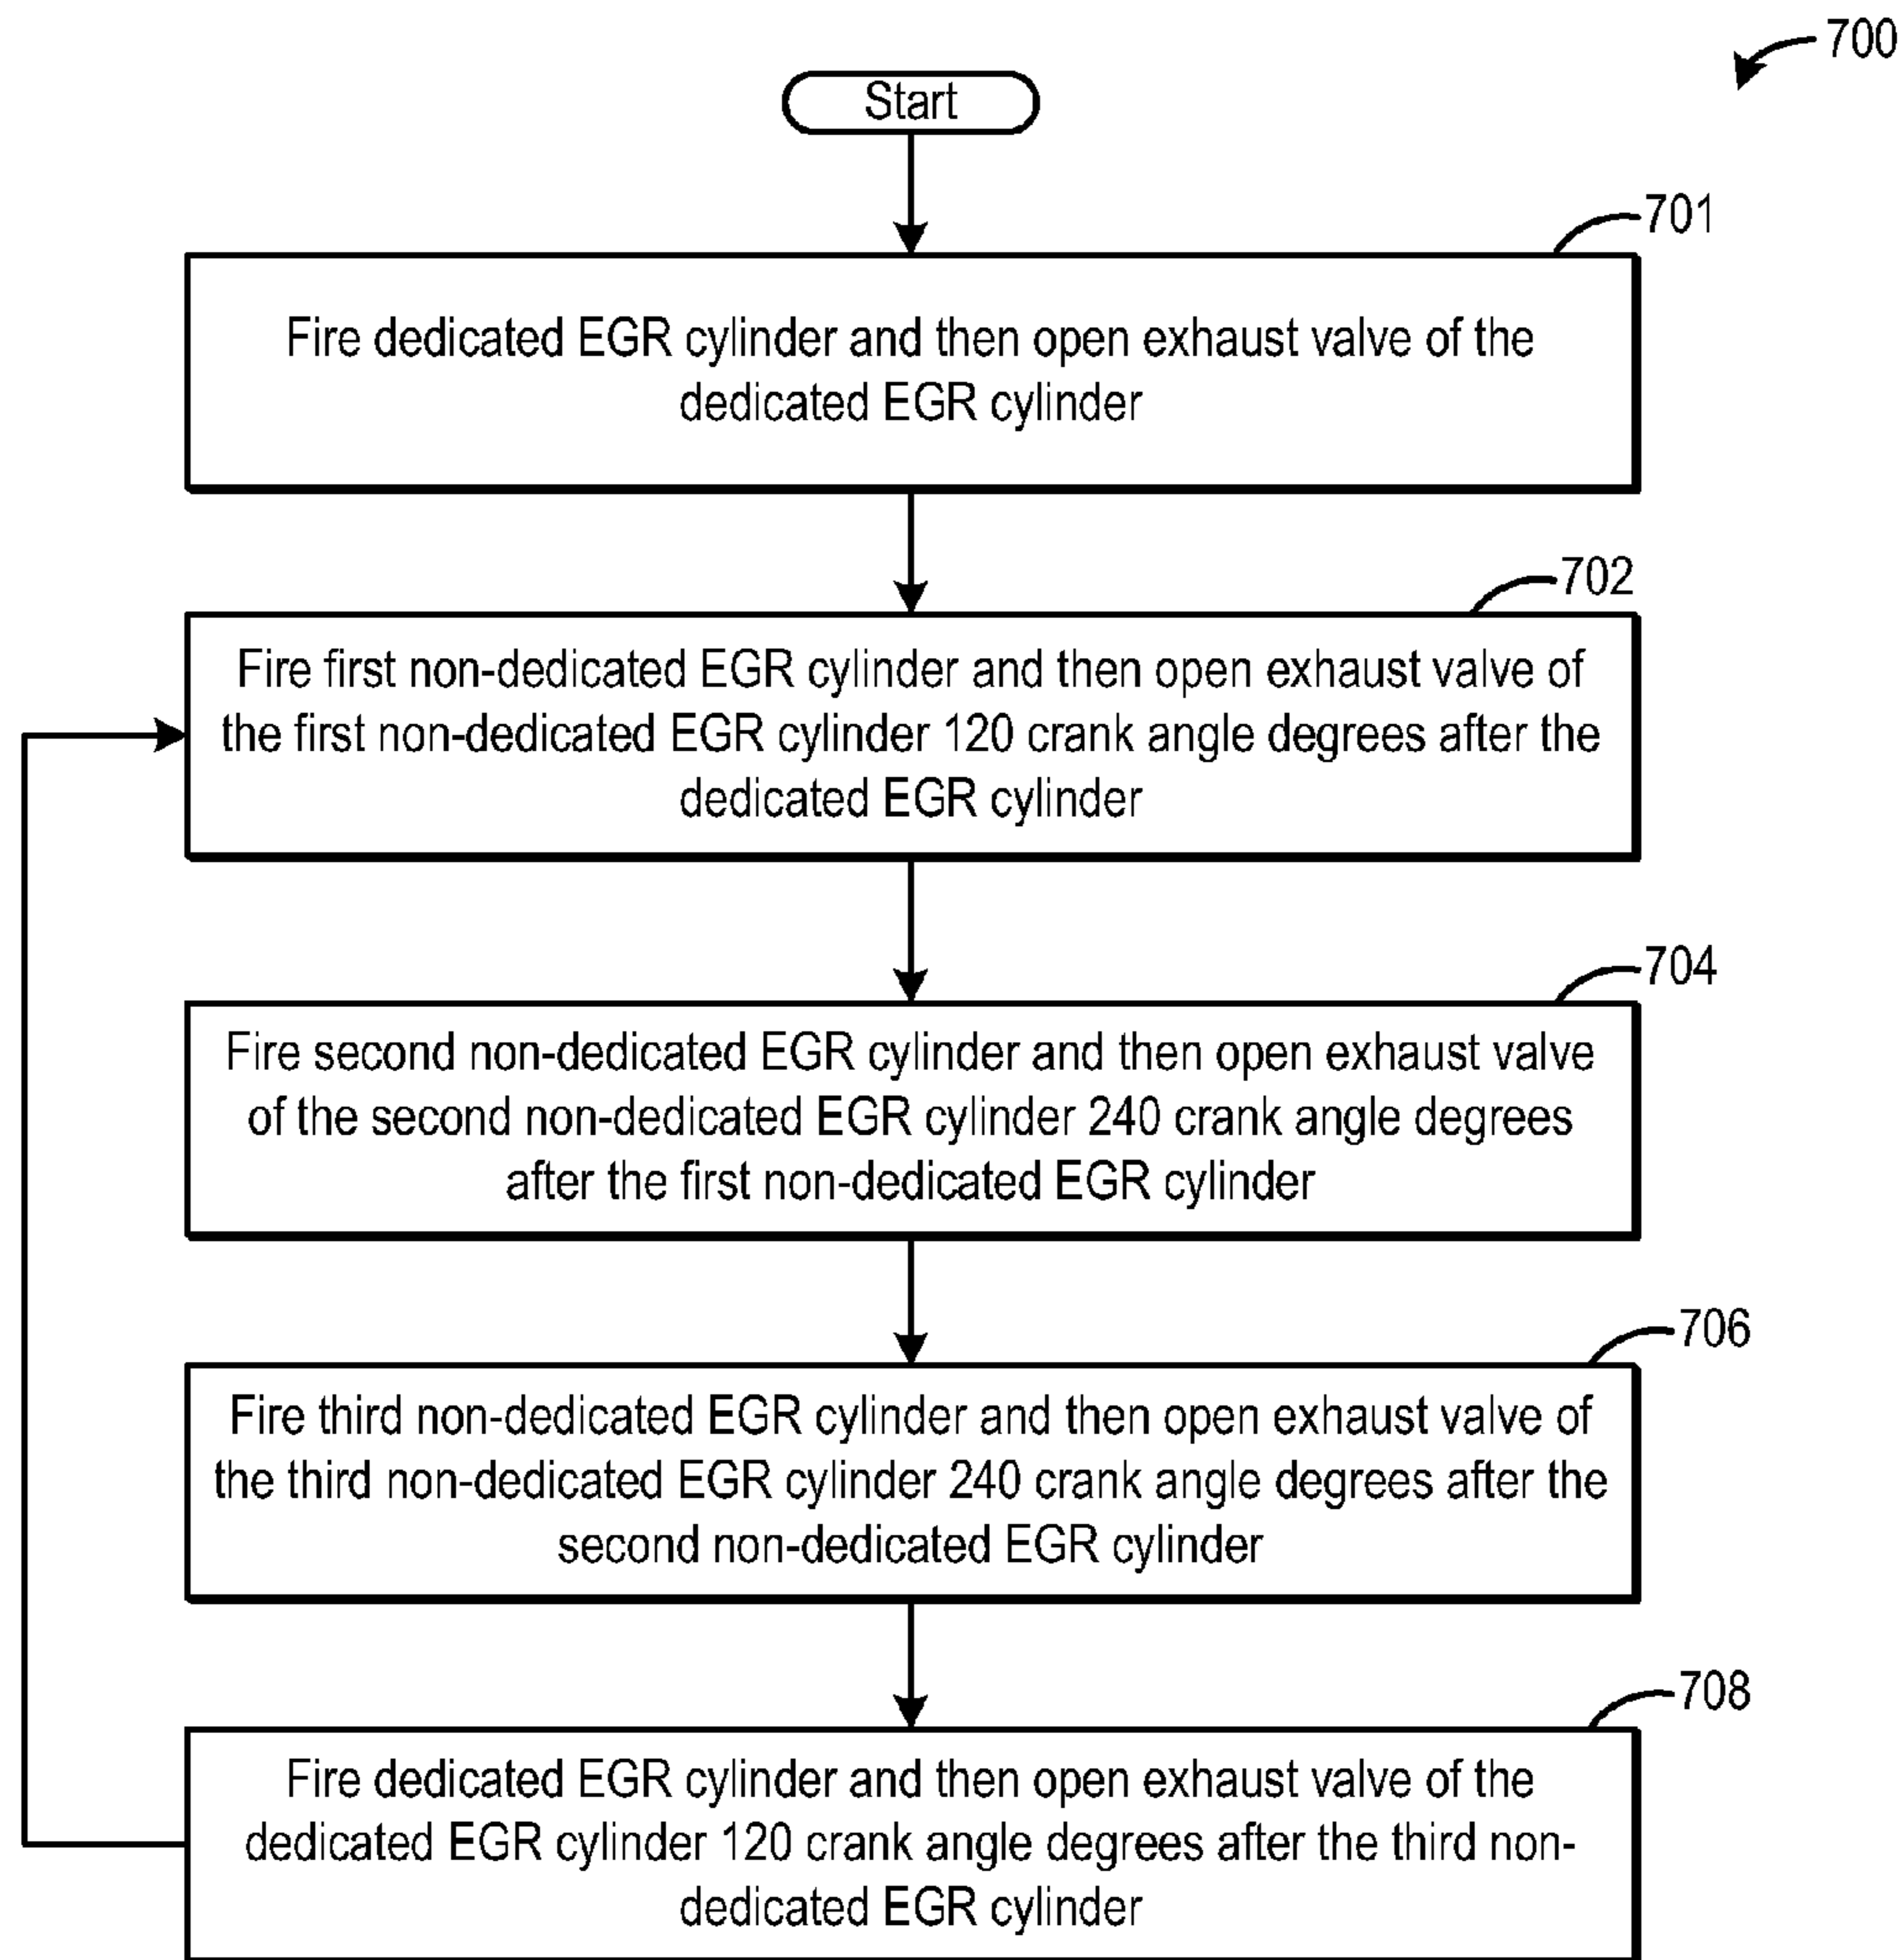 700
Start
701
Fire dedicated EGR cylinder and then open exhaust valve of the
dedicated EGR cylinder
702
Fire first non-dedicated EGR cylinder and then open exhaust valve of
the first non-dedicated EGR cylinder 120 crank angle degrees after the
dedicated EGR cylinder
704
Fire second non-dedicated EGR cylinder and then open exhaust valve
of the second non-dedicated EGR cylinder 240 crank angle degrees
after the first non-dedicated EGR cylinder
706
Fire third non-dedicated EGR cylinder and then open exhaust valve of
the third non-dedicated EGR cylinder 240 crank angle degrees after the
second non-dedicated EGR cylinder
708
Fire dedicated EGR cylinder and then open exhaust valve of the
dedicated EGR cylinder 120 crank angle degrees after the third non-
dedicated EGR cylinder